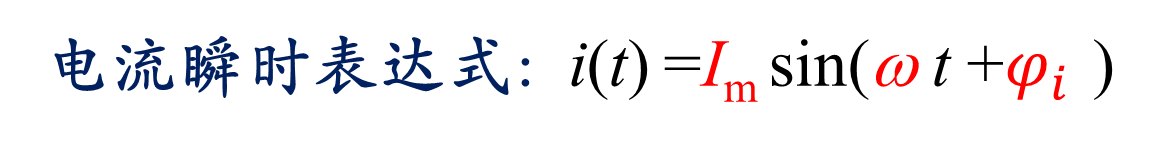 电流瞬时表达式：i(t) =Iₘ sin(ω t +φᵢ )